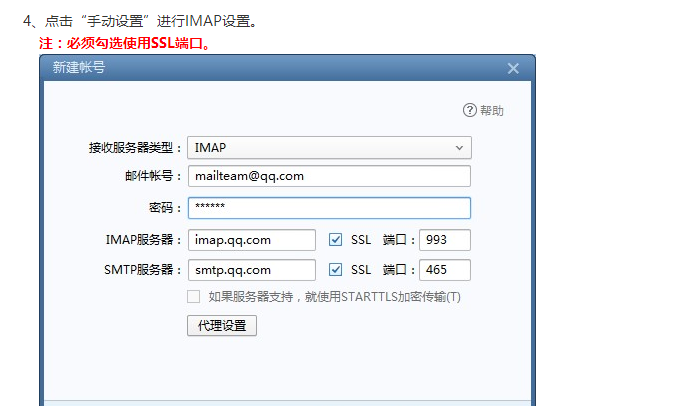 4、点击“手动设置”进行IMAP设置。
注：必须勾选使用SSL端口。
新建帐号
帮助
接收服务器类型： IMAP
邮件帐号： mailteam@qq.com
密码： ******
IMAP服务器： imap.qq.com SSL 端口： 993
SMTP服务器： smtp.qq.com SSL 端口： 465
如果服务器支持，就使用STARTTLS加密传输(T)
代理设置